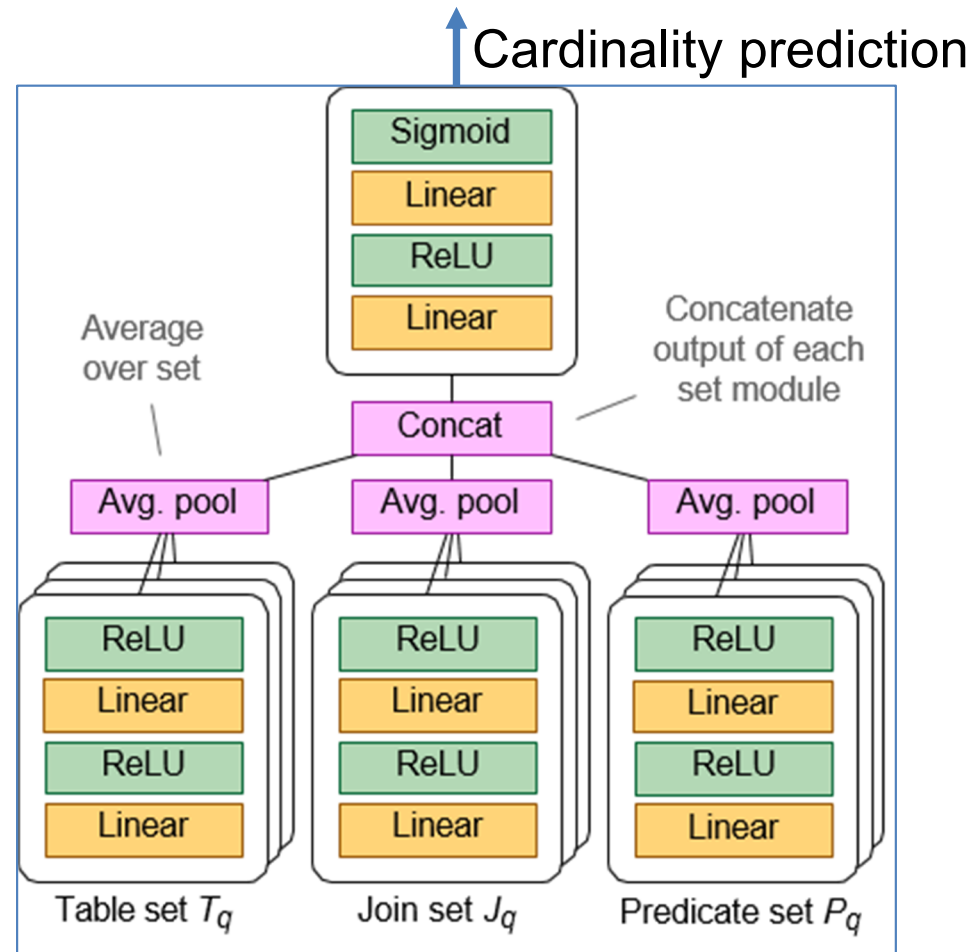 Cardinality prediction
Sigmoid
Linear
ReLU
Linear
Average
over set
Concatenate
output of each
set module
Concat
Avg. pool
Avg. pool
Avg. pool
ReLU
Linear
ReLU
Linear
Table set Tq
ReLU
Linear
ReLU
Linear
Join set Jq
ReLU
Linear
ReLU
Linear
Predicate set Pq